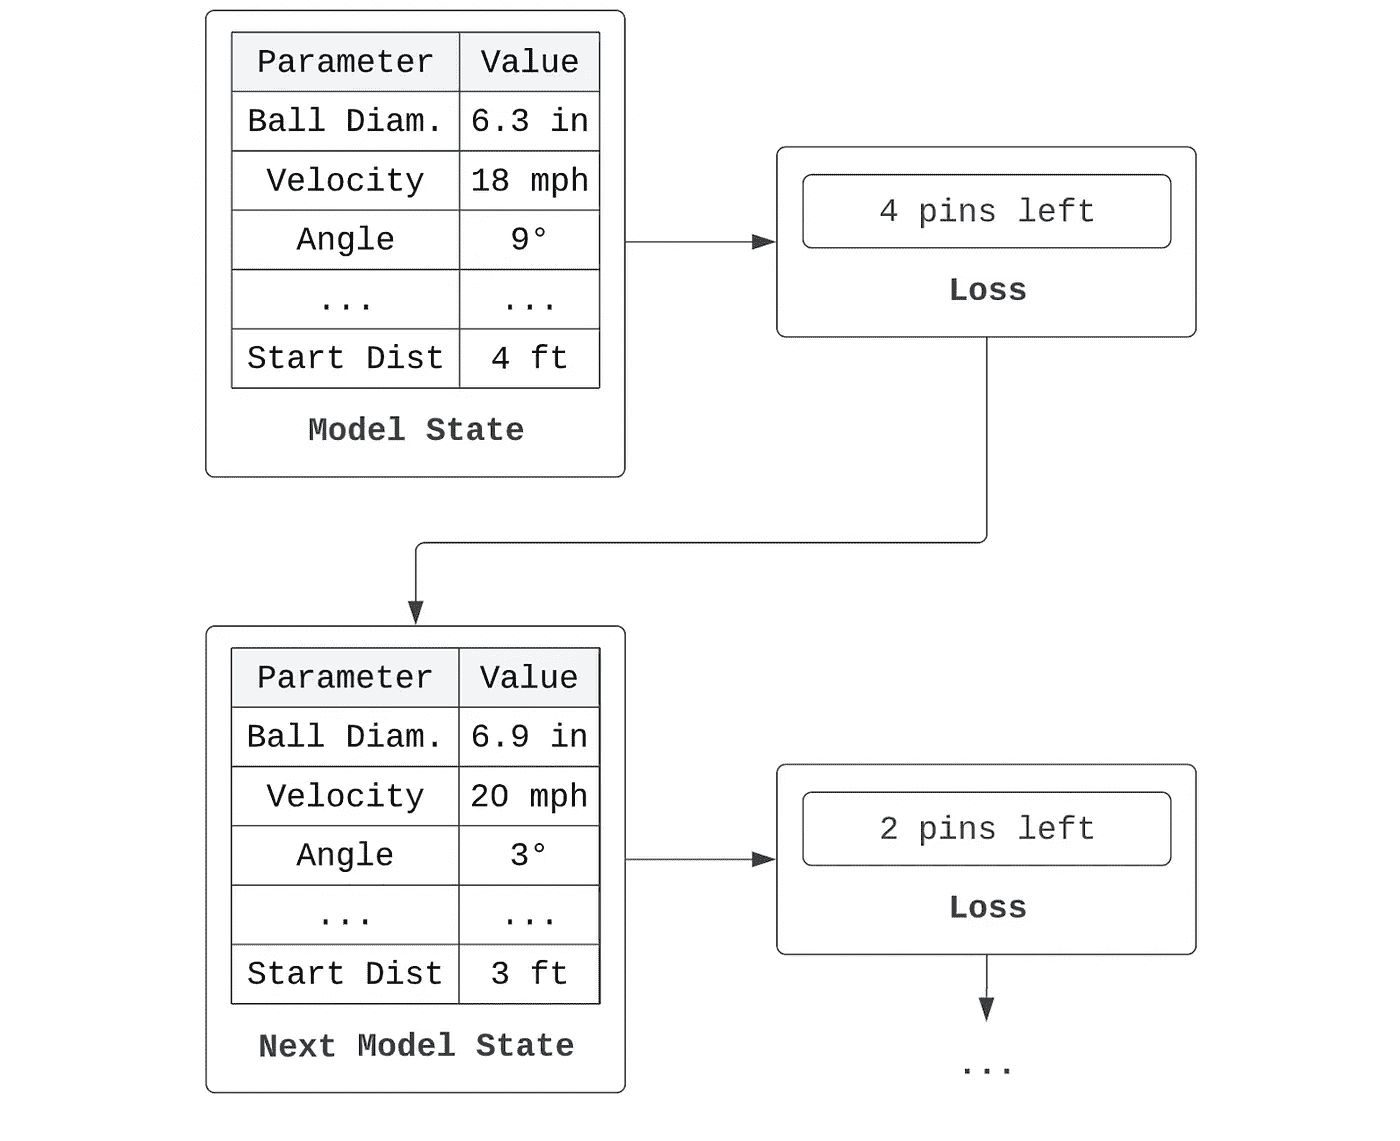 Parameter Value
Ball Diam. 6.3 in
Velocity 18 mph
Angle 9°
... ...
Start Dist 4 ft
Model State
4 pins left
Loss
Parameter Value
Ball Diam. 6.9 in
Velocity 20 mph
Angle 3°
... ...
Start Dist 3 ft
Next Model State
2 pins left
Loss
...